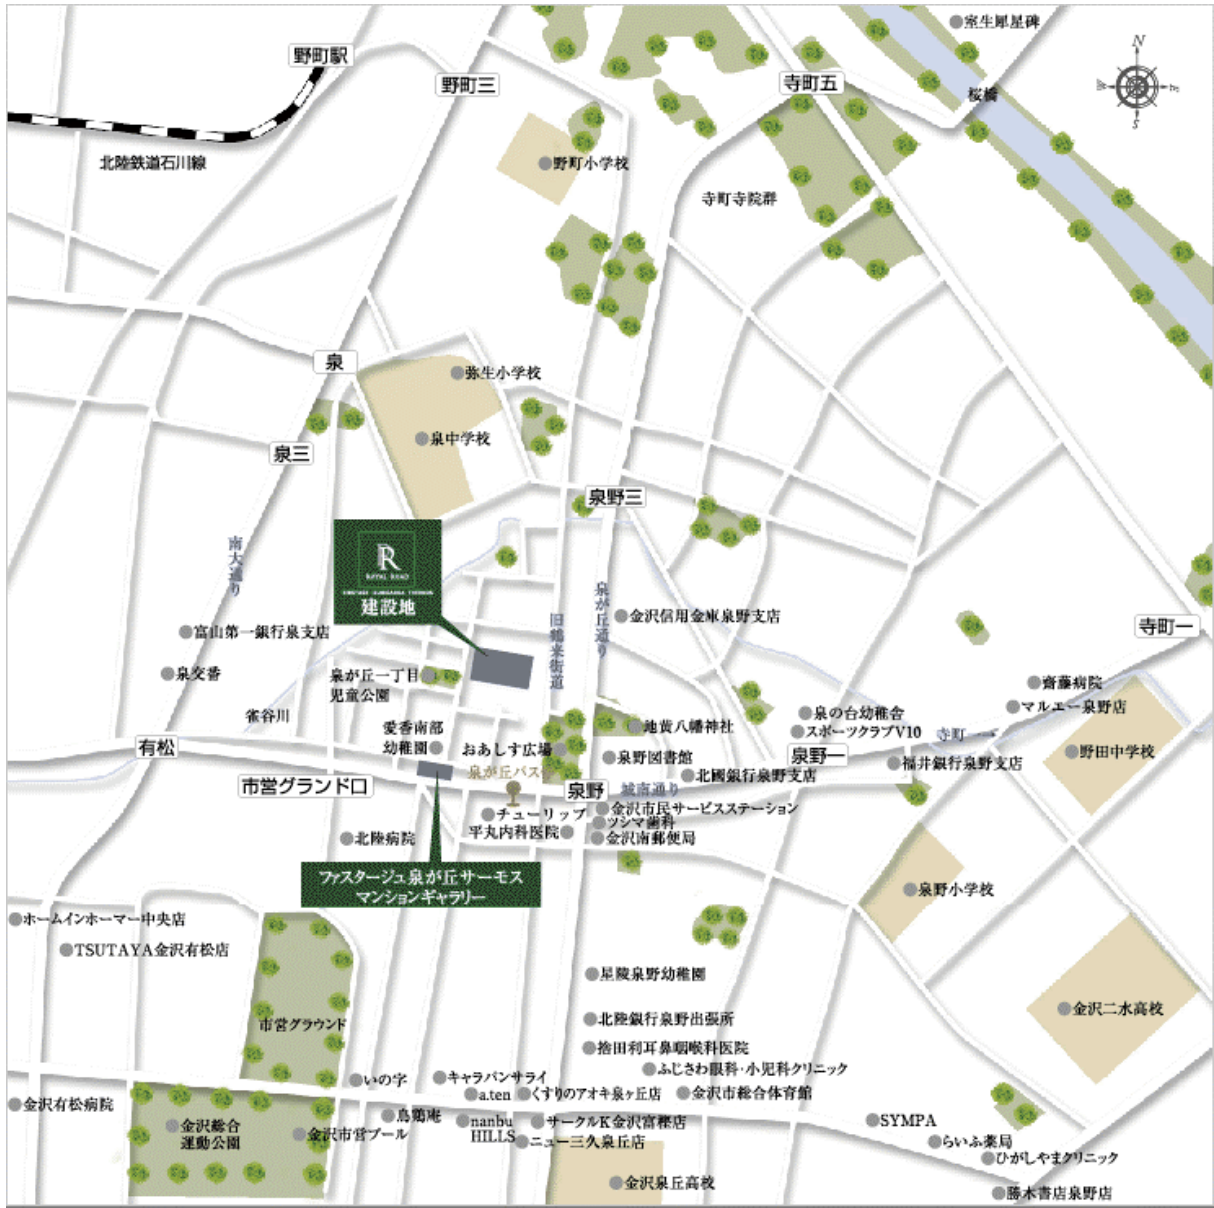 室生犀星碑
N
W
E
S
野町駅
野町三
寺町五
桜橋
北陸鉄道石川線
野町小学校
寺町寺院群
泉
弥生小学校
泉中学校
泉三
泉野三
R
ROYAL ROAD
建設地
南大通り
泉が丘通り
旧鶴来街道
金沢信用金庫泉野支店
寺町一
富山第一銀行泉支店
泉交番
泉が丘一丁目
児童公園
齋藤病院
マルエー泉野店
雀谷川
愛香南部
幼稚園
おあしす広場
地黄八幡神社
泉の台幼稚舎
スポーツクラブV10
寺町一
野田中学校
有松
泉が丘バス停
泉野図書館
北國銀行泉野支店
泉野一
福井銀行泉野支店
市営グランド口
泉野
城南通り
チューリップ
平丸内科医院
金沢市民サービスステーション
ツシマ歯科
金沢南郵便局
北陸病院
ファスタージュ泉が丘サーモス
マンションギャラリー
泉野小学校
ホームインホーマー中央店
TSUTAYA金沢有松店
星陵泉野幼稚園
金沢二水高校
市営グラウンド
北陸銀行泉野出張所
捨田利耳鼻咽喉科医院
ふじさわ眼科・小児科クリニック
いの字
キャラバンサライ
a.ten
くすりのアオキ泉ヶ丘店
金沢市総合体育館
金沢有松病院
金沢総合
運動公園
金沢市営プール
烏鶏庵
nanbu
HILLS
サークルK金沢富樫店
ニュー三久泉丘店
SYMPA
らいふ薬局
ひがしやまクリニック
金沢泉丘高校
勝木書店泉野店